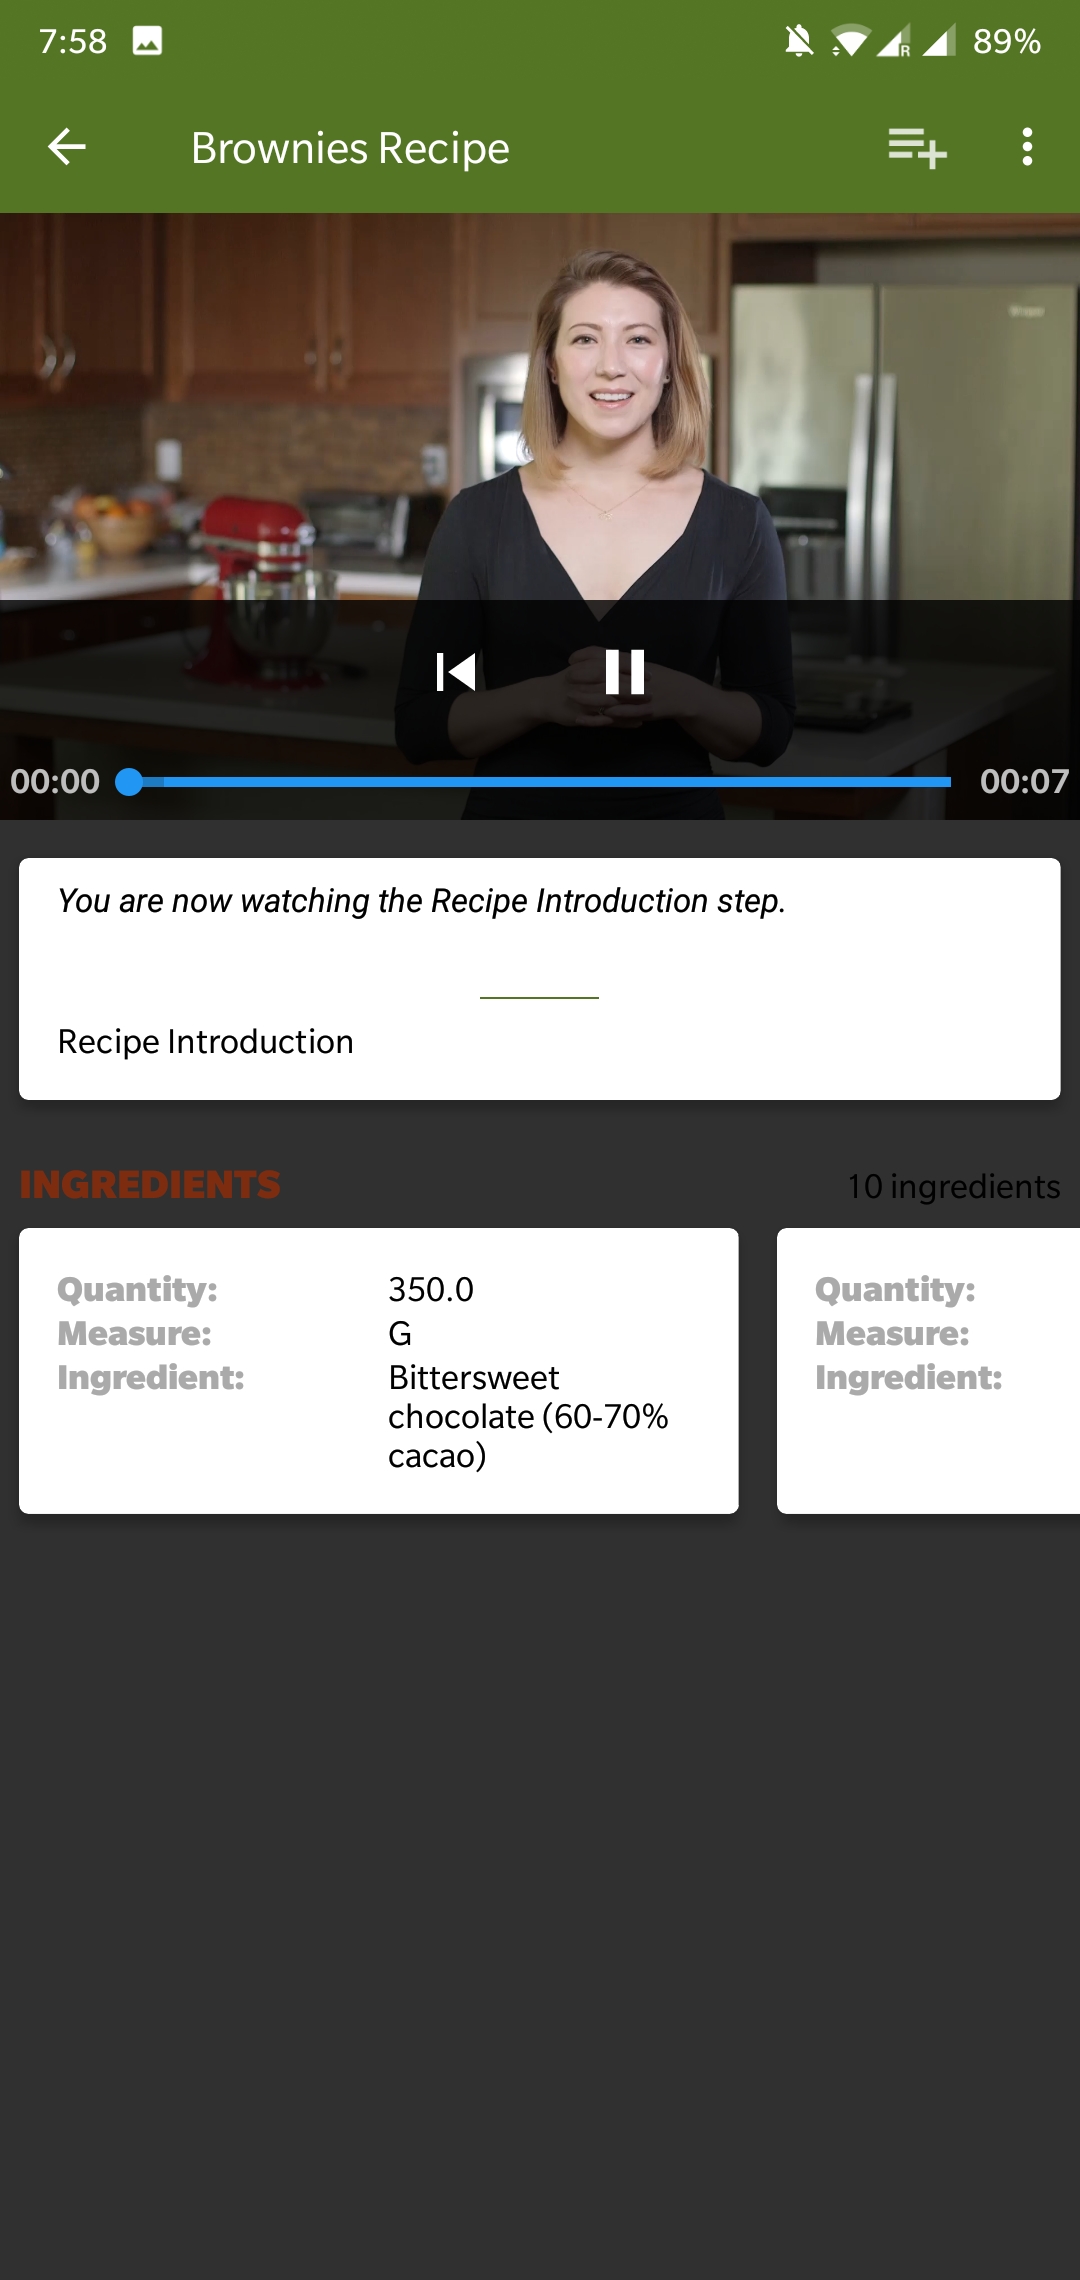 7:58
R 89%
Brownies Recipe
00:00
00:07
You are now watching the Recipe Introduction step.
Recipe Introduction
INGREDIENTS
10 ingredients
Quantity: 350.0
Measure: G
Ingredient: Bittersweet
chocolate (60-70%
cacao)
Quantity:
Measure:
Ingredient: